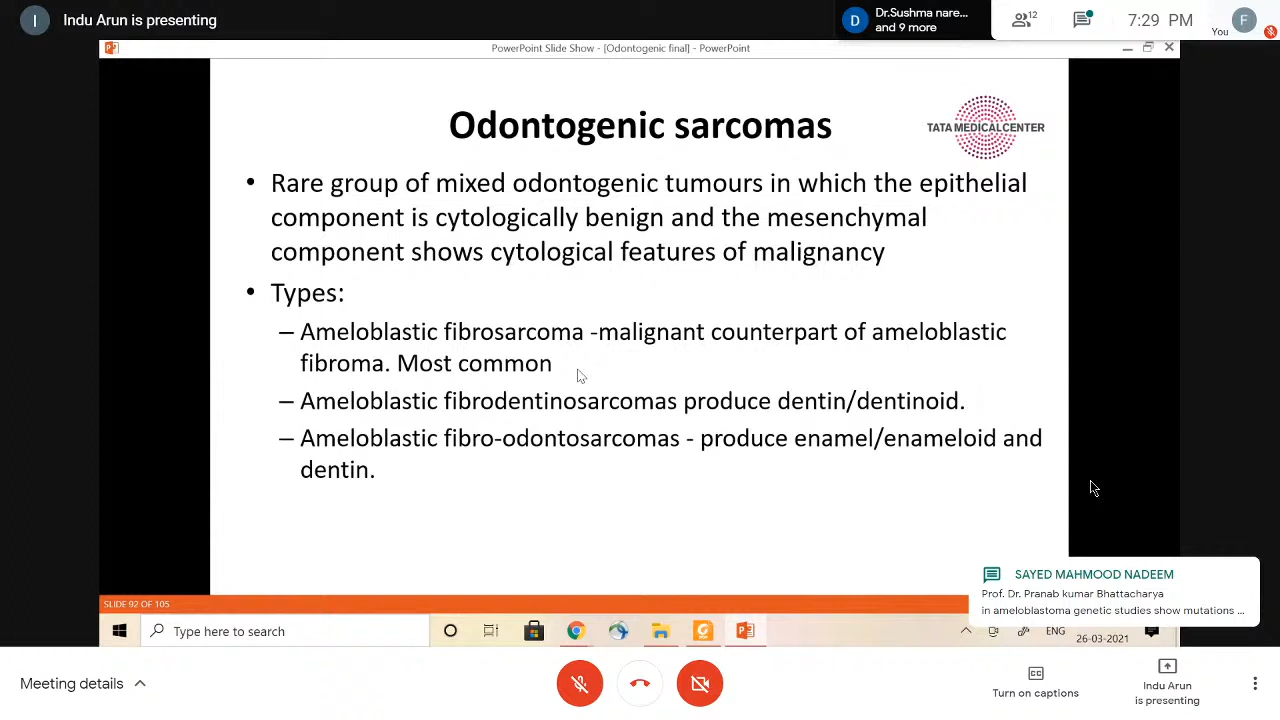 I
Indu Arun is presenting
D
Dr.Sushma nare...
and 9 more
12
7:29 PM
F
You
PowerPoint Slide Show - [Odontogenic final] - PowerPoint
Odontogenic sarcomas
TATA MEDICAL CENTER
• Rare group of mixed odontogenic tumours in which the epithelial
component is cytologically benign and the mesenchymal
component shows cytological features of malignancy
• Types:
– Ameloblastic fibrosarcoma -malignant counterpart of ameloblastic
fibroma. Most common
– Ameloblastic fibrodentinosarcomas produce dentin/dentinoid.
– Ameloblastic fibro-odontosarcomas - produce enamel/enameloid and
dentin.
SAYED MAHMOOD NADEEM
Prof. Dr. Pranab kumar Bhattacharya
in ameloblastoma genetic studies show mutations ...
SLIDE 92 OF 105
Type here to search
ENG
26-03-2021
Meeting details
CC
Turn on captions
Indu Arun
is presenting